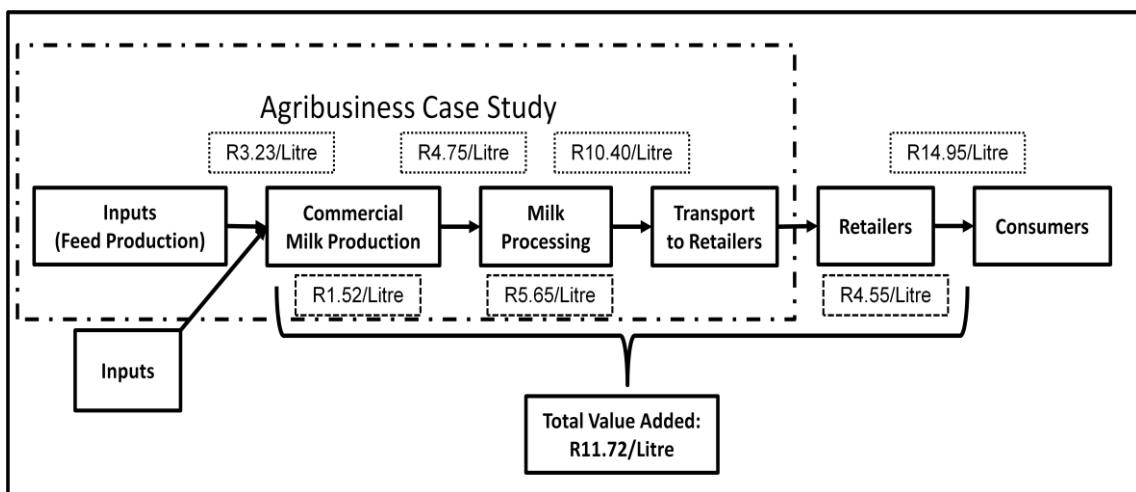 Agribusiness Case Study
R3.23/Litre
R4.75/Litre
R10.40/Litre
R14.95/Litre
Inputs
(Feed Production)
Commercial
Milk Production
Milk
Processing
Transport
to Retailers
Retailers
Consumers
R1.52/Litre
R5.65/Litre
R4.55/Litre
Inputs
Total Value Added:
R11.72/Litre